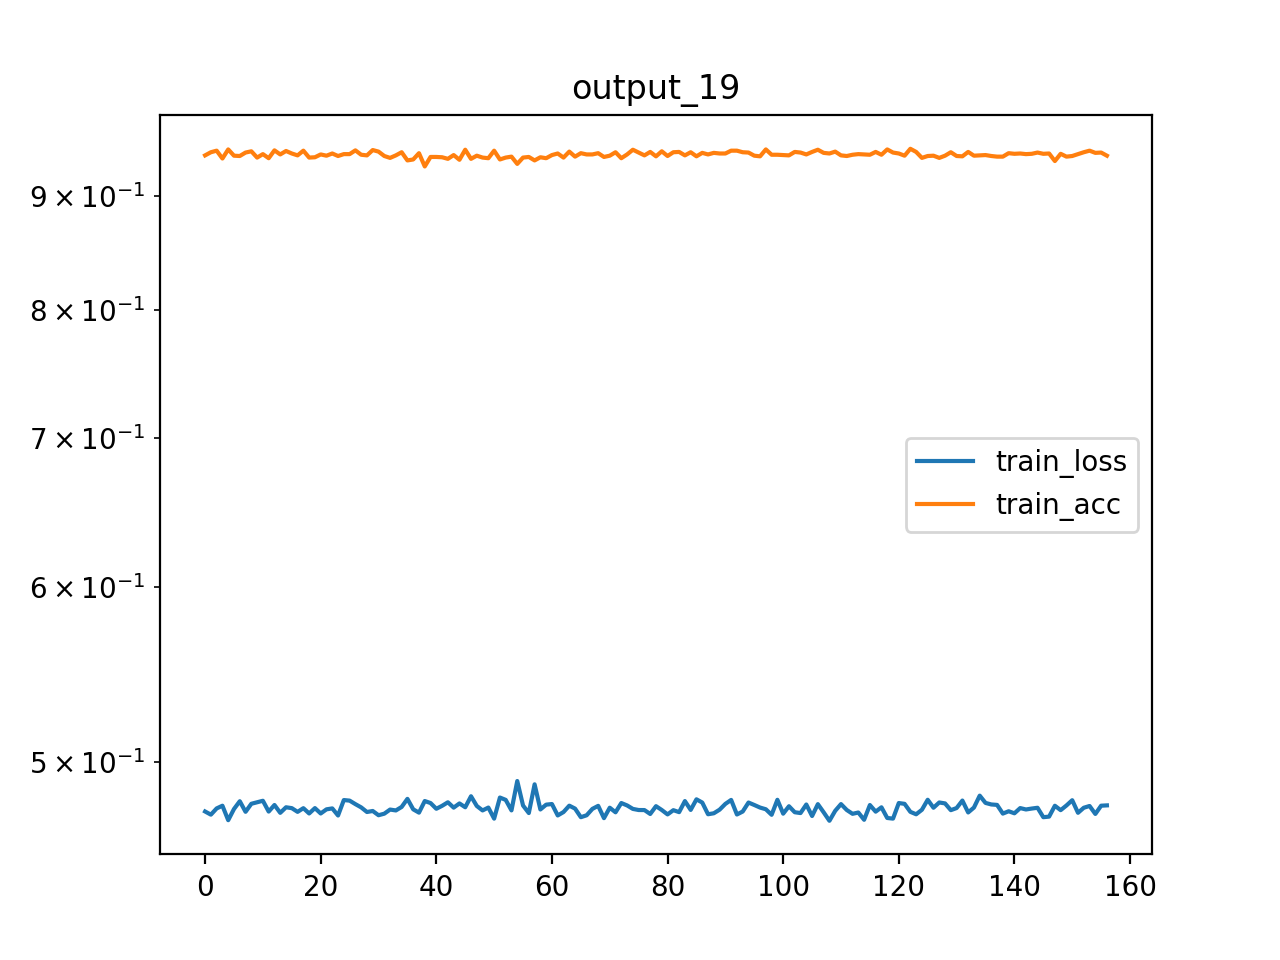 output_19
9 × 10⁻¹
8 × 10⁻¹
7 × 10⁻¹
6 × 10⁻¹
5 × 10⁻¹
train_loss
train_acc
0 20 40 60 80 100 120 140 160